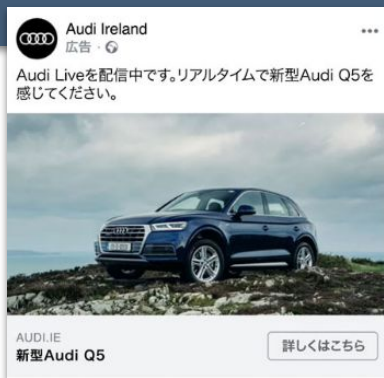 Audi Ireland
広告
Audi Liveを配信中です。リアルタイムで新型Audi Q5を
感じてください。
AUDI.IE
新型Audi Q5
詳しくはこちら